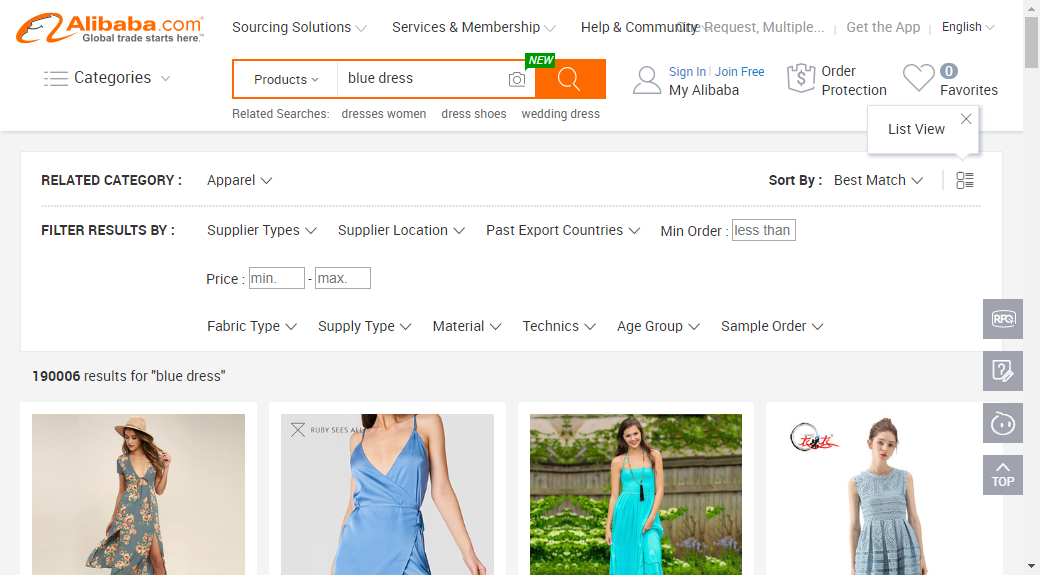 Alibaba.com
Global trade starts here.™
Sourcing Solutions
Services & Membership
Help & Community
One Request, Multiple...
Get the App
English
Categories
Products
blue dress
NEW
Sign In
Join Free
My Alibaba
Order
Protection
0
Favorites
Related Searches: dresses women dress shoes wedding dress
List View
RELATED CATEGORY :
Apparel
Sort By :
Best Match
FILTER RESULTS BY :
Supplier Types
Supplier Location
Past Export Countries
Min Order :
less than
Price :
min.
-
max.
Fabric Type
Supply Type
Material
Technics
Age Group
Sample Order
RFQ
190006 results for "blue dress"
RUBY SEES ALL
TOP